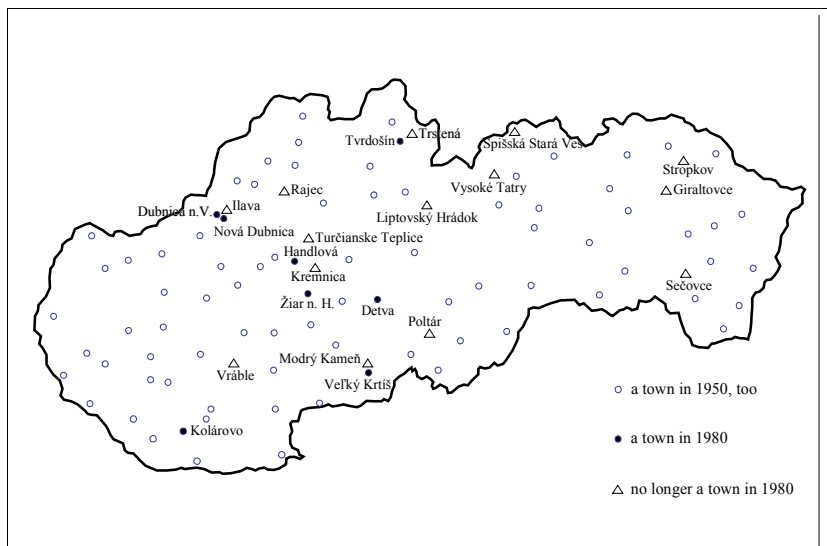 Trstená
Tvrdošín
Spišská Stará Ves
Stropkov
Vysoké Tatry
Rajec
Giraltovce
Ilava
Dubnica n.V.
Liptovský Hrádok
Nová Dubnica
Turčianske Teplice
Handlová
Kremnica
Sečovce
Žiar n. H.
Detva
Poltár
Modrý Kameň
Vráble
Veľký Krtíš
Kolárovo
a town in 1950, too
a town in 1980
no longer a town in 1980